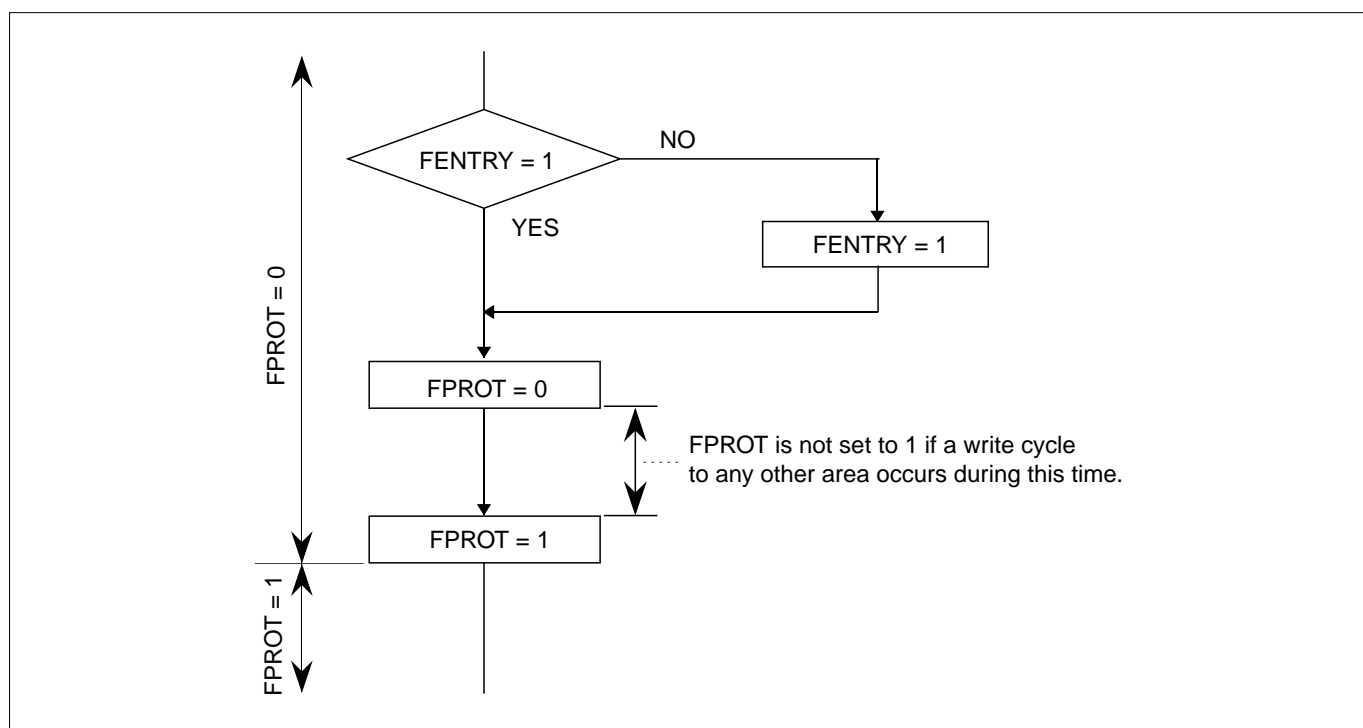 FENTRY = 1
NO
YES
FENTRY = 1
FPROT = 0
FPROT = 0
FPROT is not set to 1 if a write cycle
to any other area occurs during this time.
FPROT = 1
FPROT = 1